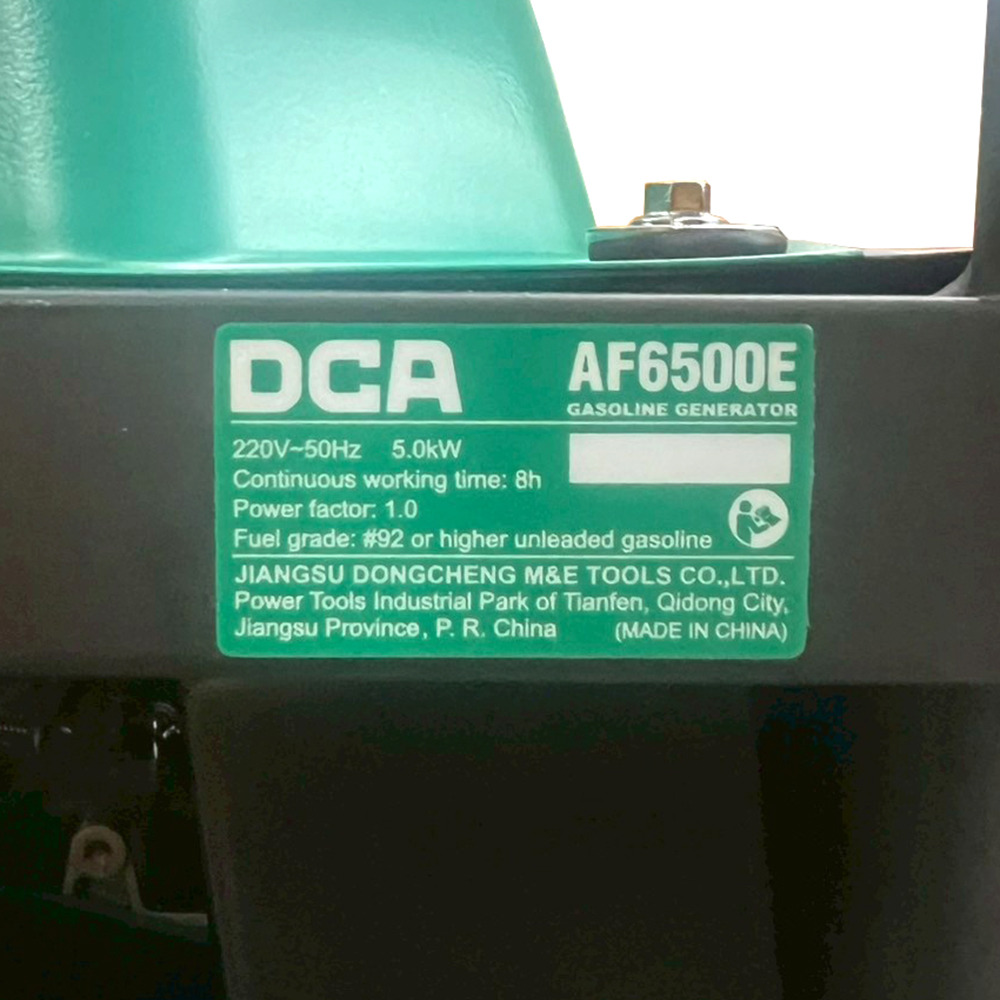 DCA
AF6500E
GASOLINE GENERATOR
220V~50Hz 5.0kW
Continuous working time: 8h
Power factor: 1.0
Fuel grade: #92 or higher unleaded gasoline
JIANGSU DONGCHENG M&E TOOLS CO.,LTD.
Power Tools Industrial Park of Tianfen, Qidong City,
Jiangsu Province, P. R. China (MADE IN CHINA)